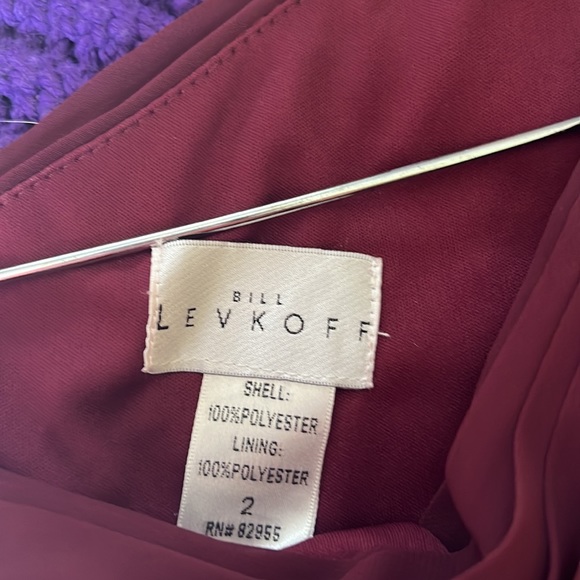 BILL
LEVKOFF
SHELL:
100%POLYESTER
LINING:
100%POLYESTER
2
RN# 82955